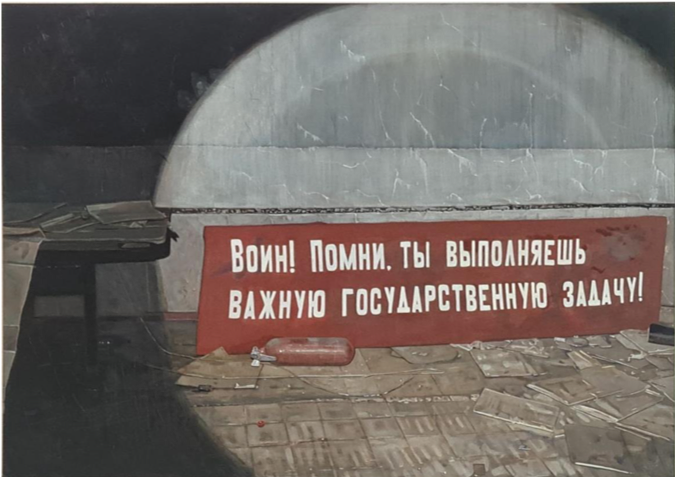 Воин! Помни, ты выполняешь
важную государственную задачу!